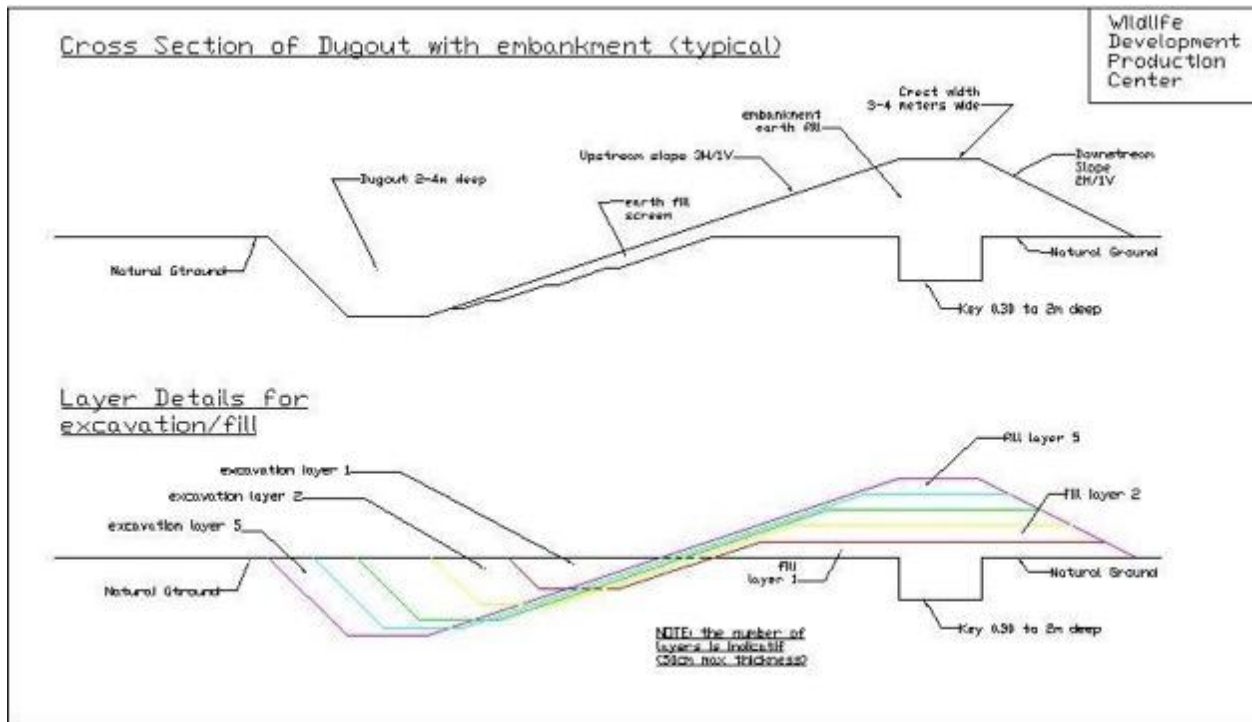 Cross Section of Dugout with embankment (typical)
Wildlife
Development
Production
Center
Crest width
3-4 meters wide
embankment
earth fill
Upstream slope 3H/1V
Downstream
Slope
2H/1V
Dugout 2-4m deep
earth fill
screen
Natural Gtround
Natural Ground
Key 0.30 to 2m deep
Layer Details for
excavation/fill
fill layer 5
excavation layer 1
excavation layer 2
fill layer 2
excavation layer 5
fill
layer 1
Natural Gtround
Natural Ground
Key 0.30 to 2m deep
NOTE: the number of
layers is indicatif
(50cm max thickness)